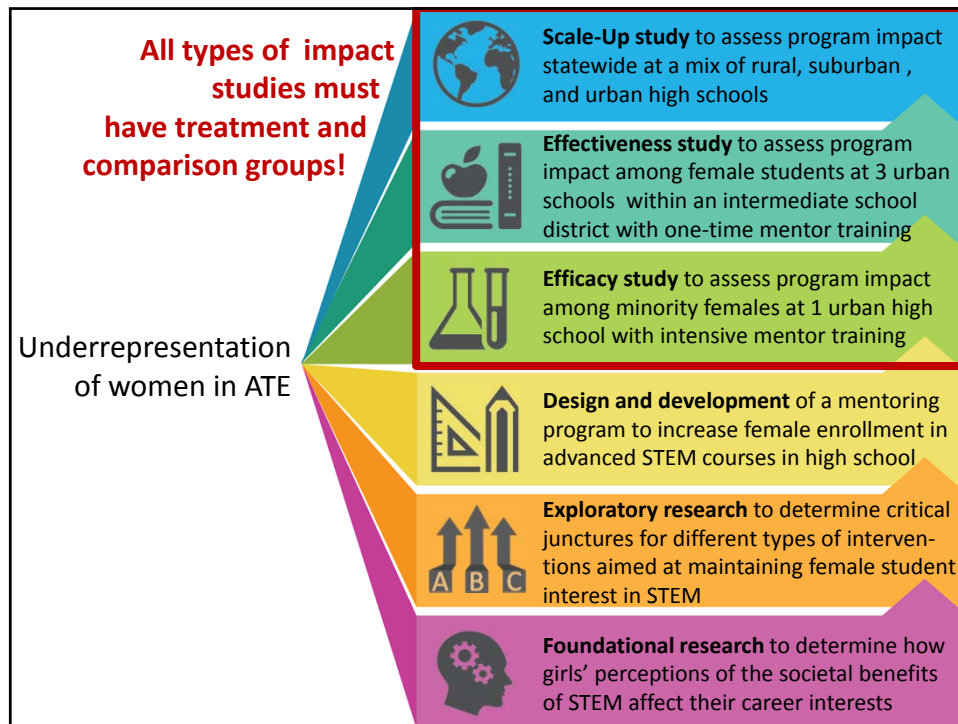 All types of impact
studies must
have treatment and
comparison groups!
Underrepresentation
of women in ATE
Scale-Up study to assess program impact
statewide at a mix of rural, suburban ,
and urban high schools
Effectiveness study to assess program
impact among female students at 3 urban
schools within an intermediate school
district with one-time mentor training
Efficacy study to assess program impact
among minority females at 1 urban high
school with intensive mentor training
Design and development of a mentoring
program to increase female enrollment in
advanced STEM courses in high school
A B C
Exploratory research to determine critical
junctures for different types of interven-
tions aimed at maintaining female student
interest in STEM
Foundational research to determine how
girls’ perceptions of the societal benefits
of STEM affect their career interests